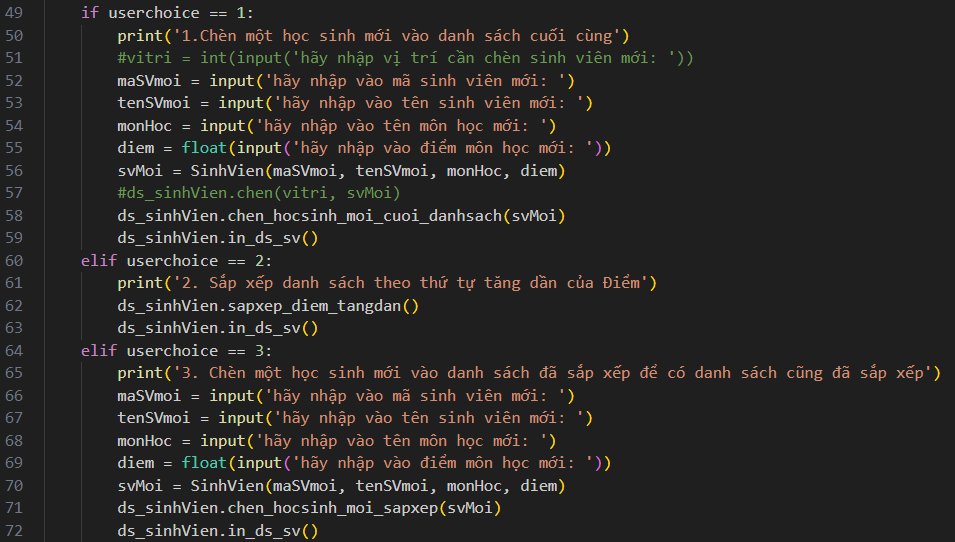 49 if userchoice == 1:
50 print('1.Chèn một học sinh mới vào danh sách cuối cùng')
51 #vitri = int(input('hãy nhập vị trí cần chèn sinh viên mới: '))
52 maSVmoi = input('hãy nhập vào mã sinh viên mới: ')
53 tenSVmoi = input('hãy nhập vào tên sinh viên mới: ')
54 monHoc = input('hãy nhập vào tên môn học mới: ')
55 diem = float(input('hãy nhập vào điểm môn học mới: '))
56 svMoi = SinhVien(maSVmoi, tenSVmoi, monHoc, diem)
57 #ds_sinhVien.chen(vitri, svMoi)
58 ds_sinhVien.chen_hocsinh_moi_cuoi_danhsach(svMoi)
59 ds_sinhVien.in_ds_sv()
60 elif userchoice == 2:
61 print('2. Sắp xếp danh sách theo thứ tự tăng dần của Điểm')
62 ds_sinhVien.sapxep_diem_tangdan()
63 ds_sinhVien.in_ds_sv()
64 elif userchoice == 3:
65 print('3. Chèn một học sinh mới vào danh sách đã sắp xếp để có danh sách cũng đã sắp xếp')
66 maSVmoi = input('hãy nhập vào mã sinh viên mới: ')
67 tenSVmoi = input('hãy nhập vào tên sinh viên mới: ')
68 monHoc = input('hãy nhập vào tên môn học mới: ')
69 diem = float(input('hãy nhập vào điểm môn học mới: '))
70 svMoi = SinhVien(maSVmoi, tenSVmoi, monHoc, diem)
71 ds_sinhVien.chen_hocsinh_moi_sapxep(svMoi)
72 ds_sinhVien.in_ds_sv()